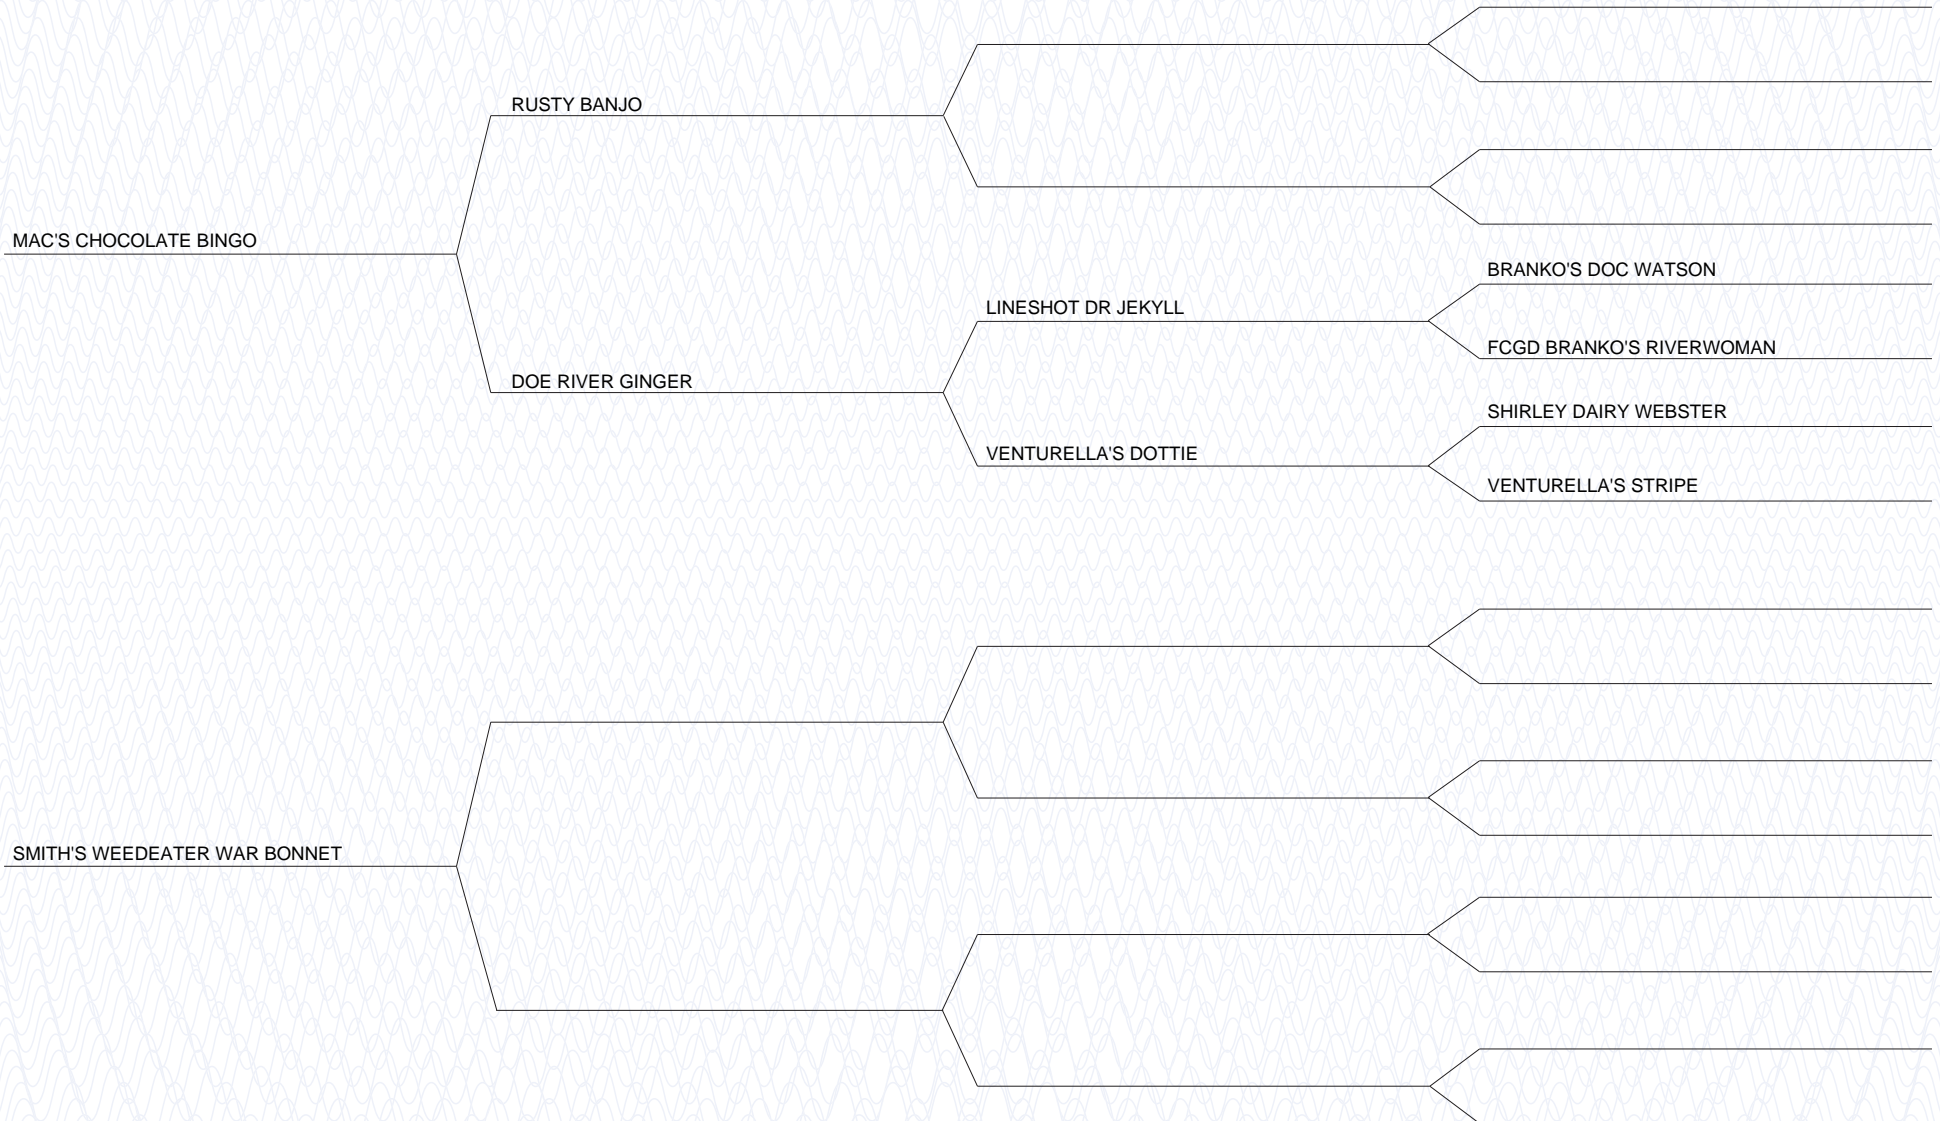 RUSTY BANJO
MAC'S CHOCOLATE BINGO
BRANKO'S DOC WATSON
LINESHOT DR JEKYLL
FCGD BRANKO'S RIVERWOMAN
DOE RIVER GINGER
SHIRLEY DAIRY WEBSTER
VENTURELLA'S DOTTIE
VENTURELLA'S STRIPE
SMITH'S WEEDEATER WAR BONNET